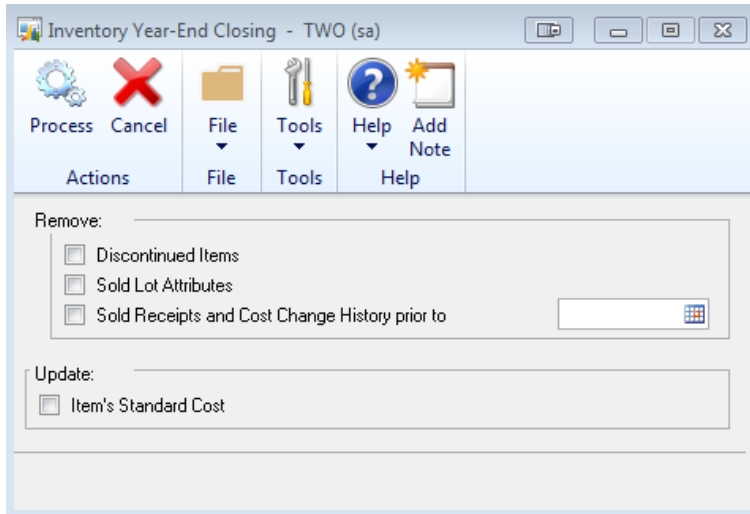 Inventory Year-End Closing - TWO (sa)
Process Cancel File Tools Help Add Note
Actions File Tools Help
Remove:
Discontinued Items
Sold Lot Attributes
Sold Receipts and Cost Change History prior to
Update:
Item's Standard Cost